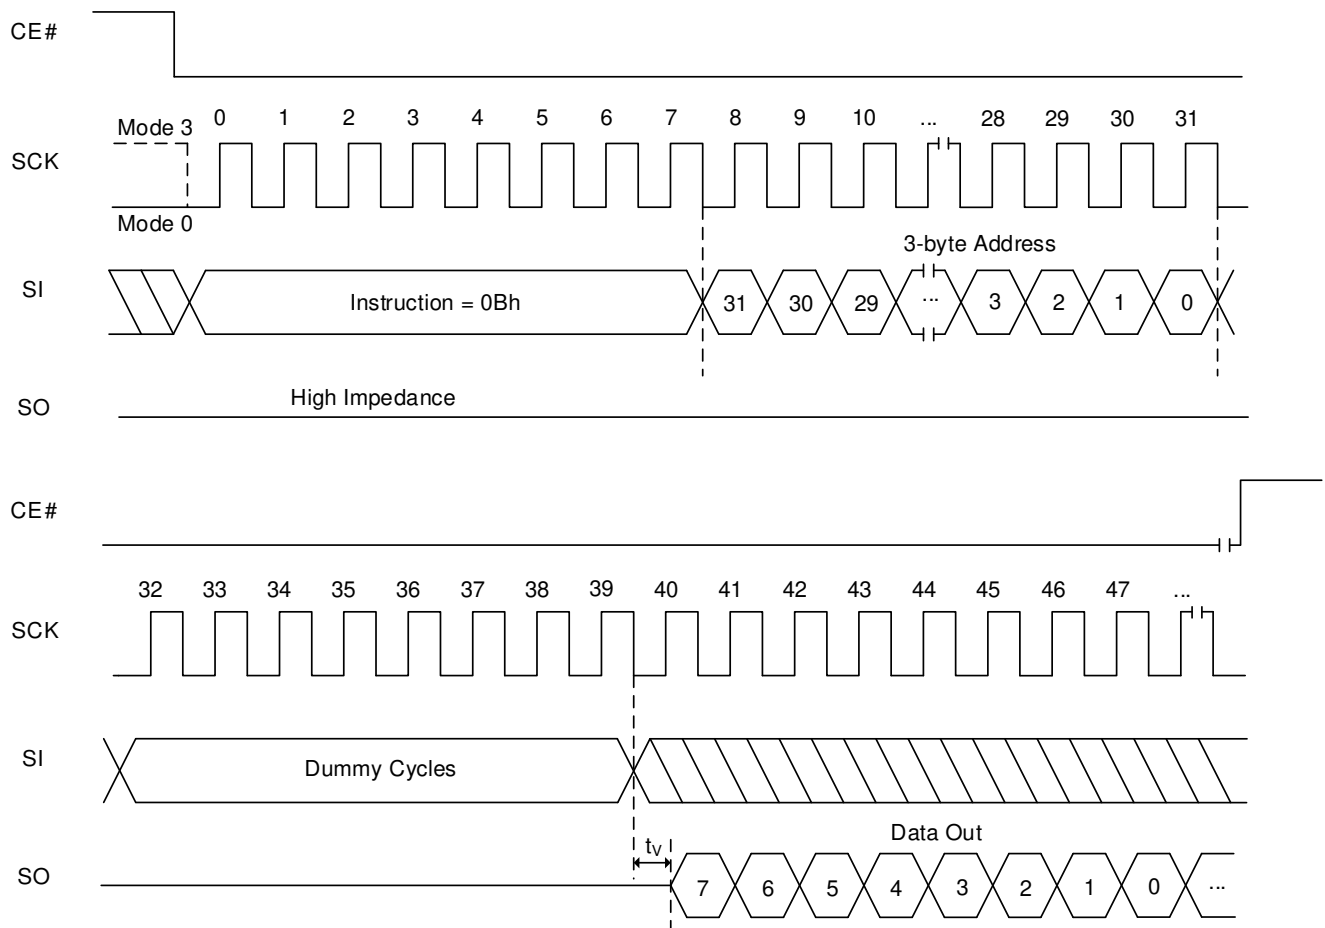 CE#
0 1 2 3 4 5 6 7 8 9 10 ... 28 29 30 31
Mode 3
SCK
Mode 0
3-byte Address
SI
Instruction = 0Bh 31 30 29 ... 3 2 1 0
High Impedance
SO
CE#
32 33 34 35 36 37 38 39 40 41 42 43 44 45 46 47 ...
SCK
SI
Dummy Cycles
Data Out
tV
SO
7 6 5 4 3 2 1 0 ...